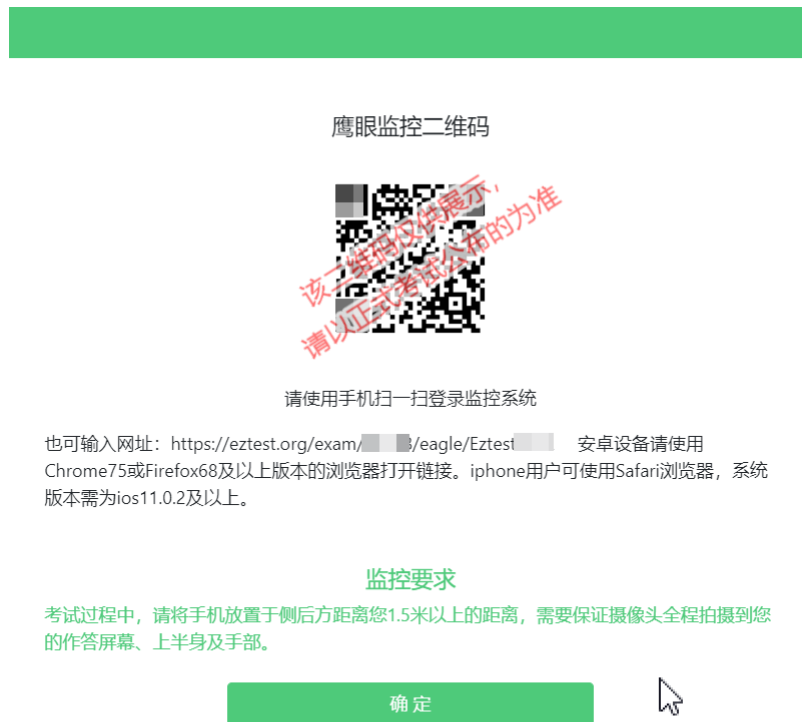 鹰眼监控二维码
该二维码仅供展示,
请以正式考试公布的为准
请使用手机扫一扫登录监控系统
也可输入网址：https://eztest.org/exam/ /eagle/Eztest 安卓设备请使用
Chrome75或Firefox68及以上版本的浏览器打开链接。iphone用户可使用Safari浏览器，系统
版本需为ios11.0.2及以上。
监控要求
考试过程中，请将手机放置于侧后方距离您1.5米以上的距离，需要保证摄像头全程拍摄到您
的作答屏幕、上半身及手部。
确定